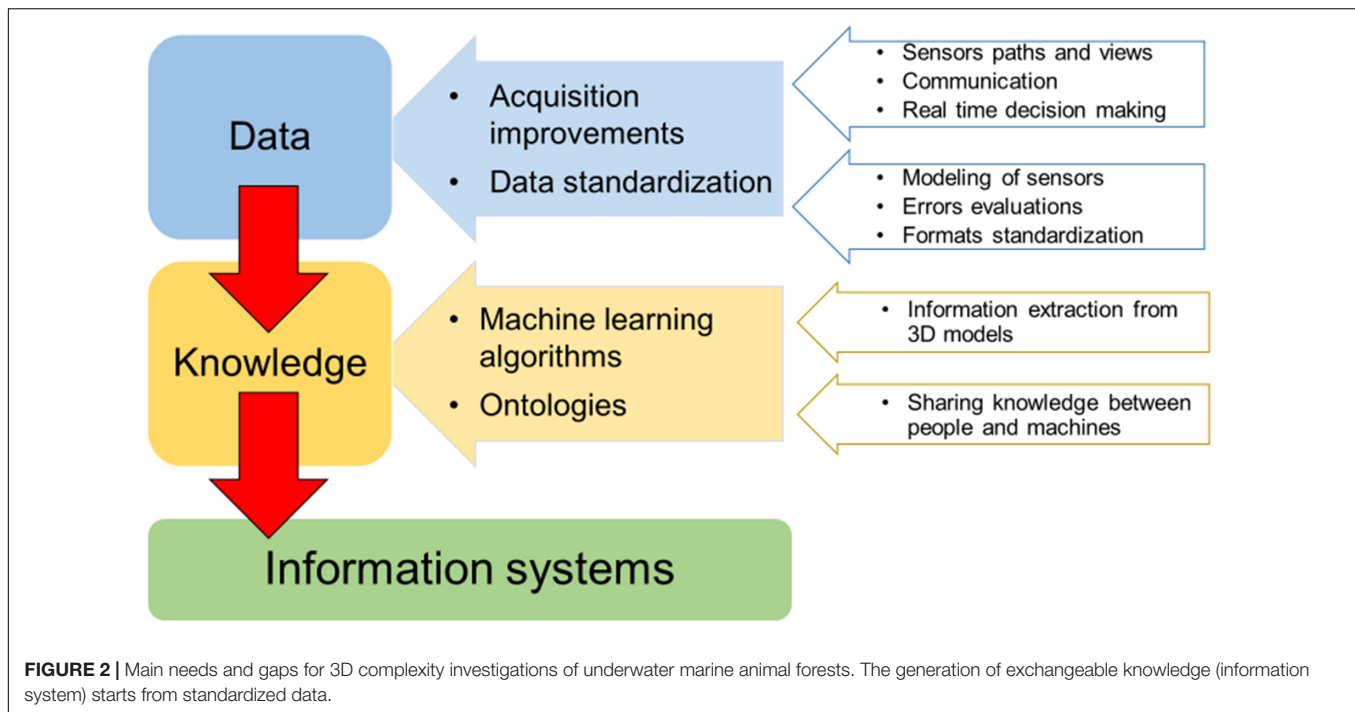 Data
• Acquisition
improvements
• Data standardization
• Sensors paths and views
• Communication
• Real time decision making
• Modeling of sensors
• Errors evaluations
• Formats standardization
Knowledge
• Machine learning
algorithms
• Ontologies
• Information extraction from
3D models
• Sharing knowledge between
people and machines
Information systems
FIGURE 2 | Main needs and gaps for 3D complexity investigations of underwater marine animal forests. The generation of exchangeable knowledge (information
system) starts from standardized data.